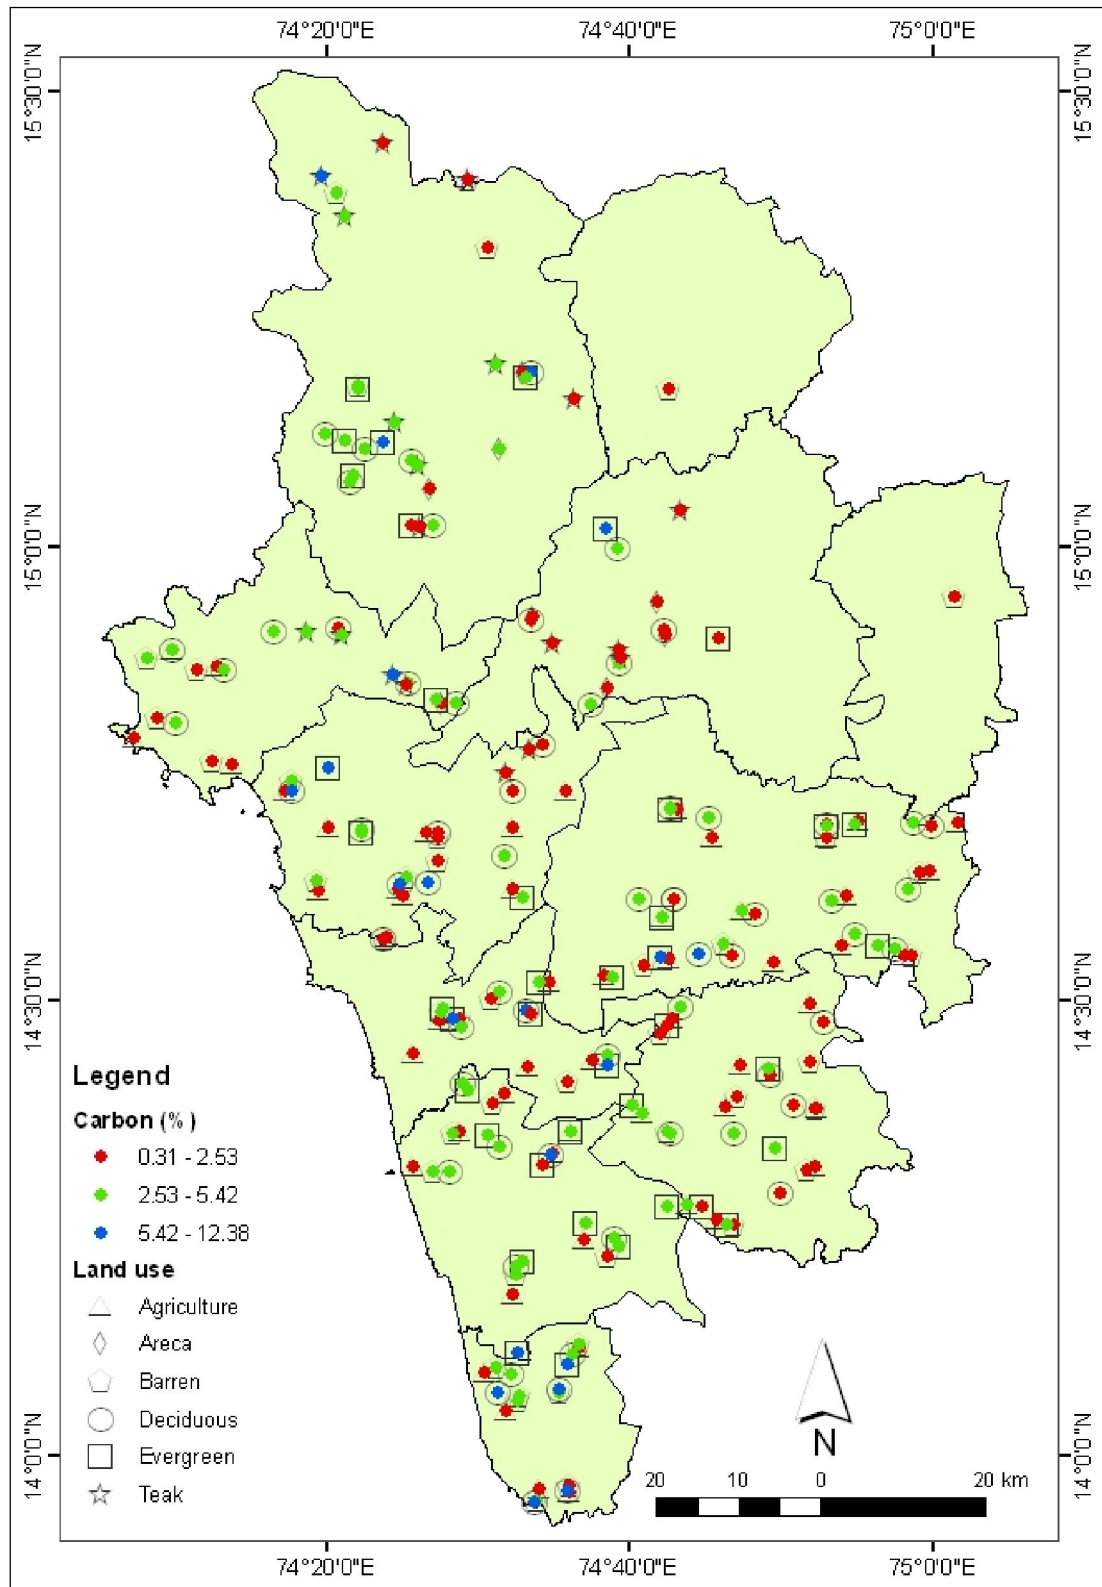 74°20'0"E 74°40'0"E 75°0'0"E
15°30'0"N 15°30'0"N
15°0'0"N 15°0'0"N
14°30'0"N 14°30'0"N
Legend
Carbon (%)
0.31 - 2.53
2.53 - 5.42
5.42 - 12.38
Land use
Agriculture
Areca
Barren
Deciduous
Evergreen
Teak
N
14°0'0"N 14°0'0"N
20 10 0 20 km
74°20'0"E 74°40'0"E 75°0'0"E